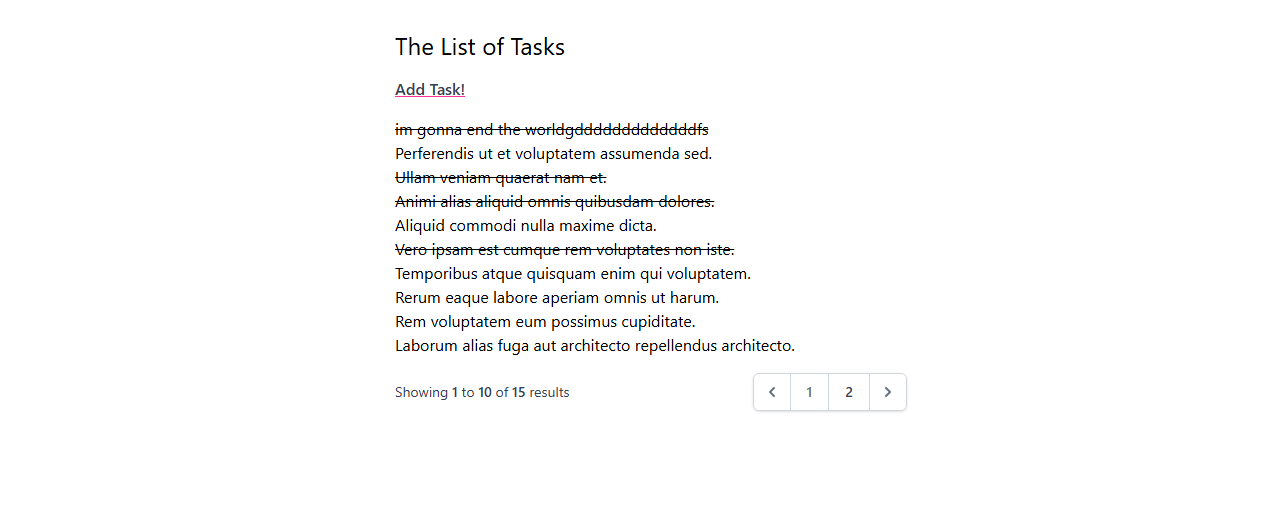 The List of Tasks
Add Task!
im gonna end the worldgddddddddddddddfs
Perferendis ut et voluptatem assumenda sed.
Ullam veniam quaerat nam et.
Animi alias aliquid omnis quibusdam dolores.
Aliquid commodi nulla maxime dicta.
Vero ipsam est cumque rem voluptates non iste.
Temporibus atque quisquam enim qui voluptatem.
Rerum eaque labore aperiam omnis ut harum.
Rem voluptatem eum possimus cupiditate.
Laborum alias fuga aut architecto repellendus architecto.
Showing 1 to 10 of 15 results
1 2